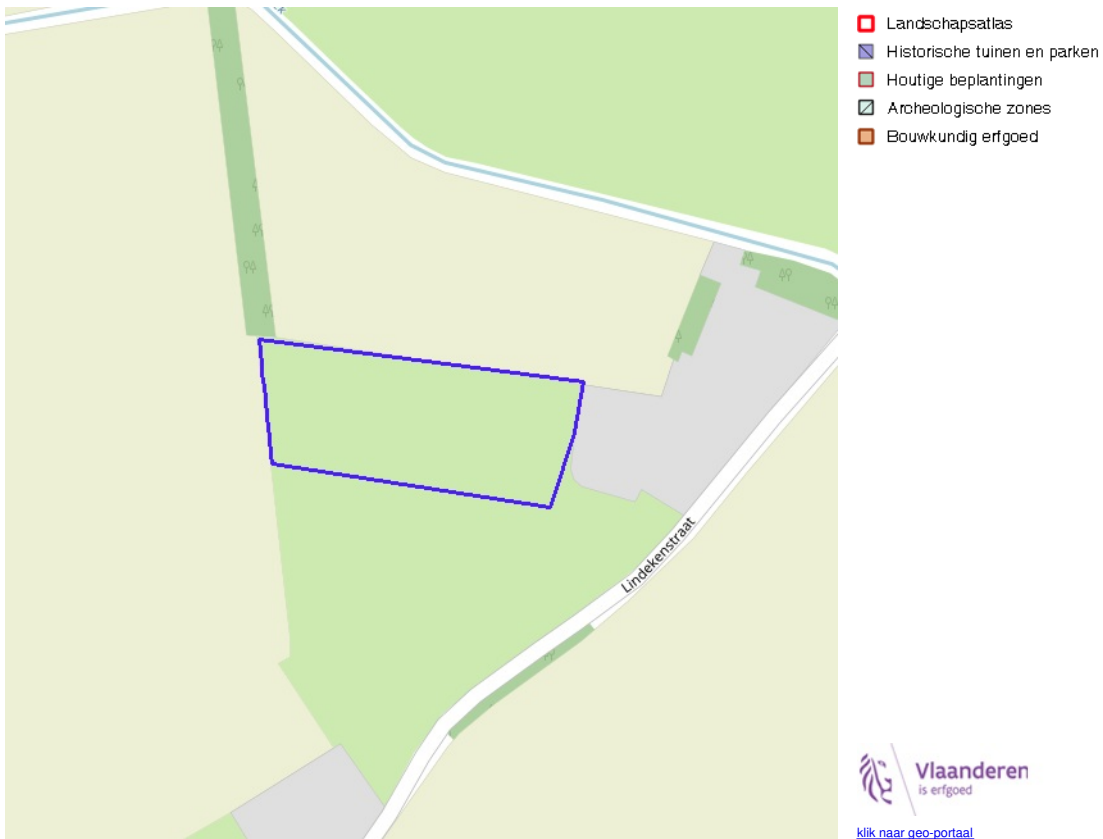 Landschapsatlas
Historische tuinen en parken
Houtige beplantingen
Archeologische zones
Bouwkundig erfgoed
Lindekenstraat
Vlaanderen
is erfgoed
klik naar geo-portaal